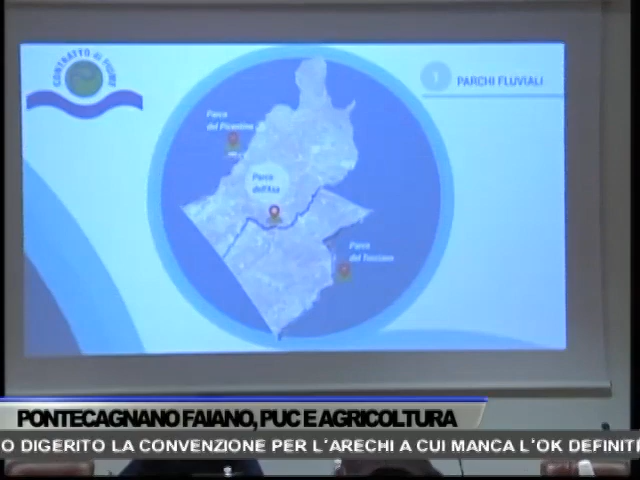 CONTRATTO di FIUME
1 PARCHI FLUVIALI
Parco
del Picentino
Parco
dell'Asa
Parco
del Tusciano
PONTECAGNANO FAIANO, PUC E AGRICOLTURA
O DIGERITO LA CONVENZIONE PER L'ARECHI A CUI MANCA L'OK DEFINIT